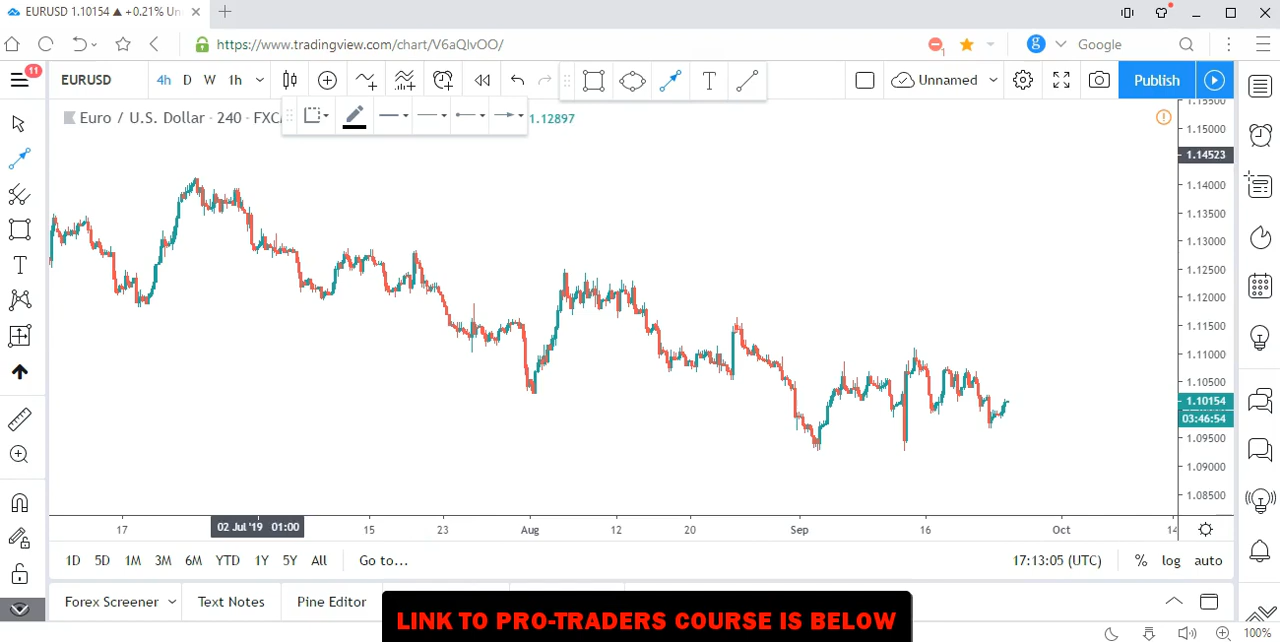 EURUSD 1.10154 ▲ +0.21% Un
https://www.tradingview.com/chart/V6aQlvOO/
1
Google
11
EURUSD
4h
D
W
1h
T
Unnamed
Publish
Euro / U.S. Dollar · 240 · FXC
1.12897
1.15500
1.15000
1.14523
1.14000
1.13500
1.13000
1.12500
1.12000
1.11500
1.11000
1.10500
1.10154
03:46:54
1.09500
1.09000
1.08500
17
02 Jul '19 01:00
15
23
Aug
12
20
Sep
16
Oct
14
1D
5D
1M
3M
6M
YTD
1Y
5Y
All
Go to...
17:13:05 (UTC)
%
log
auto
Forex Screener
Text Notes
Pine Editor
LINK TO PRO-TRADERS COURSE IS BELOW
100%